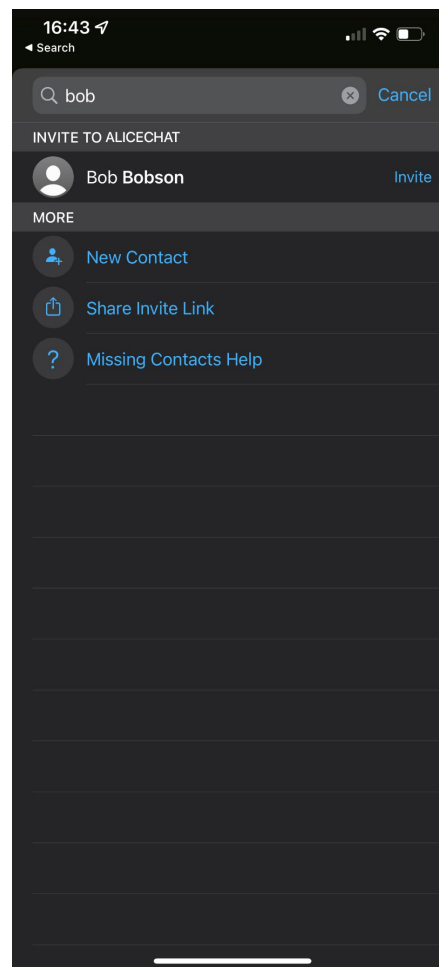 16:43
◀ Search
bob
Cancel
INVITE TO ALICECHAT
Bob Bobson
Invite
MORE
New Contact
Share Invite Link
? Missing Contacts Help